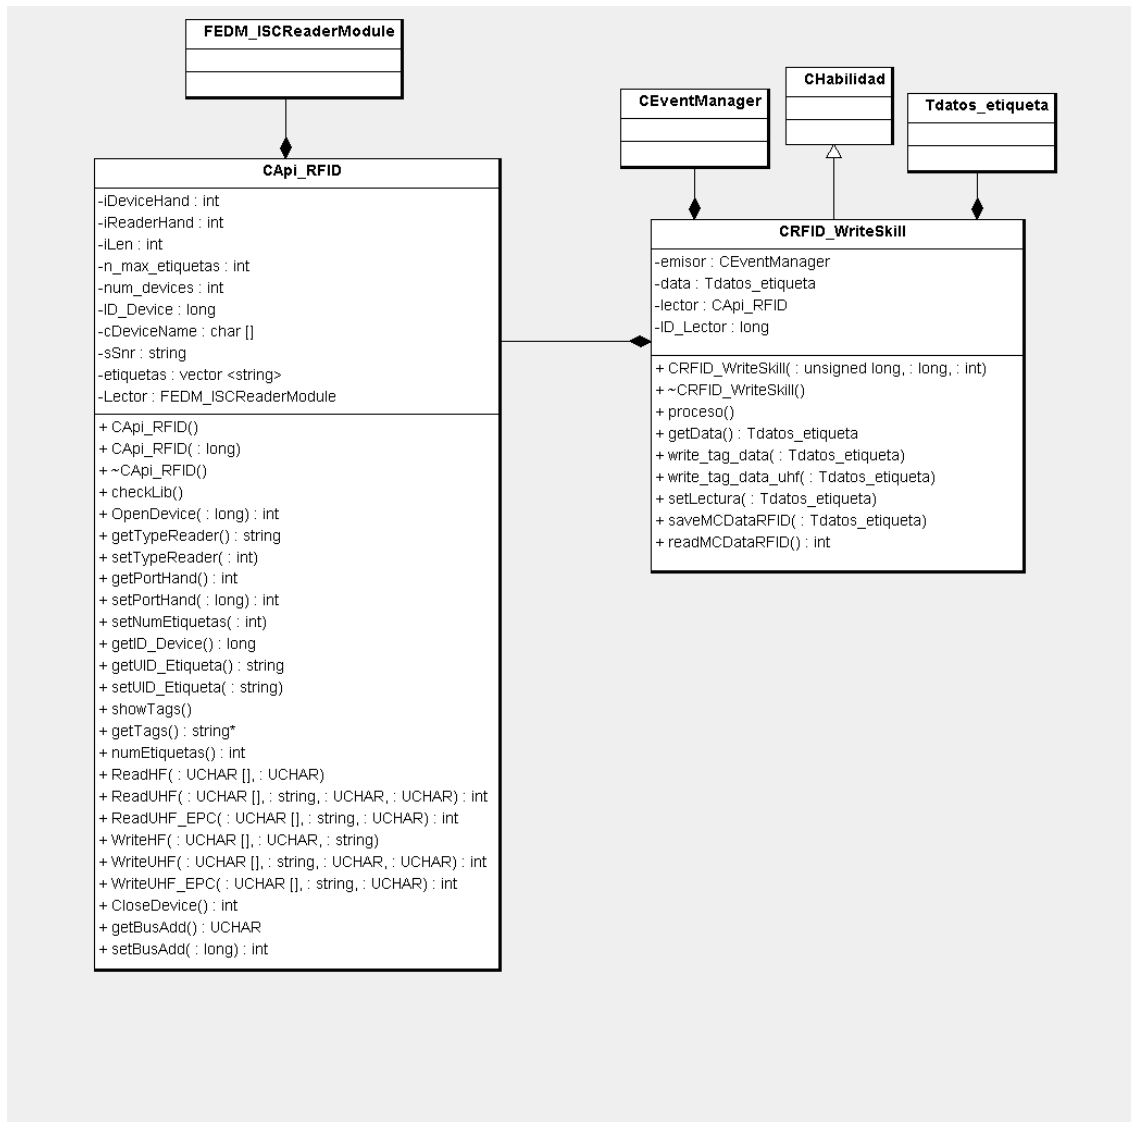 FEDM_ISCReaderModule
CApi_RFID
-iDeviceHand : int
-iReaderHand : int
-iLen : int
-n_max_etiquetas : int
-num_devices : int
-ID_Device : long
-cDeviceName : char []
-sSnr : string
-etiquetas : vector <string>
-Lector : FEDM_ISCReaderModule
+ CApi_RFID()
+ CApi_RFID( : long)
+ ~CApi_RFID()
+ checkLib()
+ OpenDevice( : long) : int
+ getTypeReader() : string
+ setTypeReader( : int)
+ getPortHand() : int
+ setPortHand( : long) : int
+ setNumEtiquetas( : int)
+ getID_Device() : long
+ getUID_Etiqueta() : string
+ setUID_Etiqueta( : string)
+ showTags()
+ getTags() : string*
+ numEtiquetas() : int
+ ReadHF( : UCHAR [], : UCHAR)
+ ReadUHF( : UCHAR [], : string, : UCHAR, : UCHAR) : int
+ ReadUHF_EPC( : UCHAR [], : string, : UCHAR) : int
+ WriteHF( : UCHAR [], : UCHAR, : string)
+ WriteUHF( : UCHAR [], : string, : UCHAR, : UCHAR) : int
+ WriteUHF_EPC( : UCHAR [], : string, : UCHAR) : int
+ CloseDevice() : int
+ getBusAdd() : UCHAR
+ setBusAdd( : long) : int
CEventManager
CHabilidad
Tdatos_etiqueta
CRFID_WriteSkill
-emisor : CEventManager
-data : Tdatos_etiqueta
-lector : CApi_RFID
-ID_Lector : long
+ CRFID_WriteSkill( : unsigned long, : long, : int)
+ ~CRFID_WriteSkill()
+ proceso()
+ getData() : Tdatos_etiqueta
+ write_tag_data( : Tdatos_etiqueta)
+ write_tag_data_uhf( : Tdatos_etiqueta)
+ setLectura( : Tdatos_etiqueta)
+ saveMCDataRFID( : Tdatos_etiqueta)
+ readMCDataRFID() : int